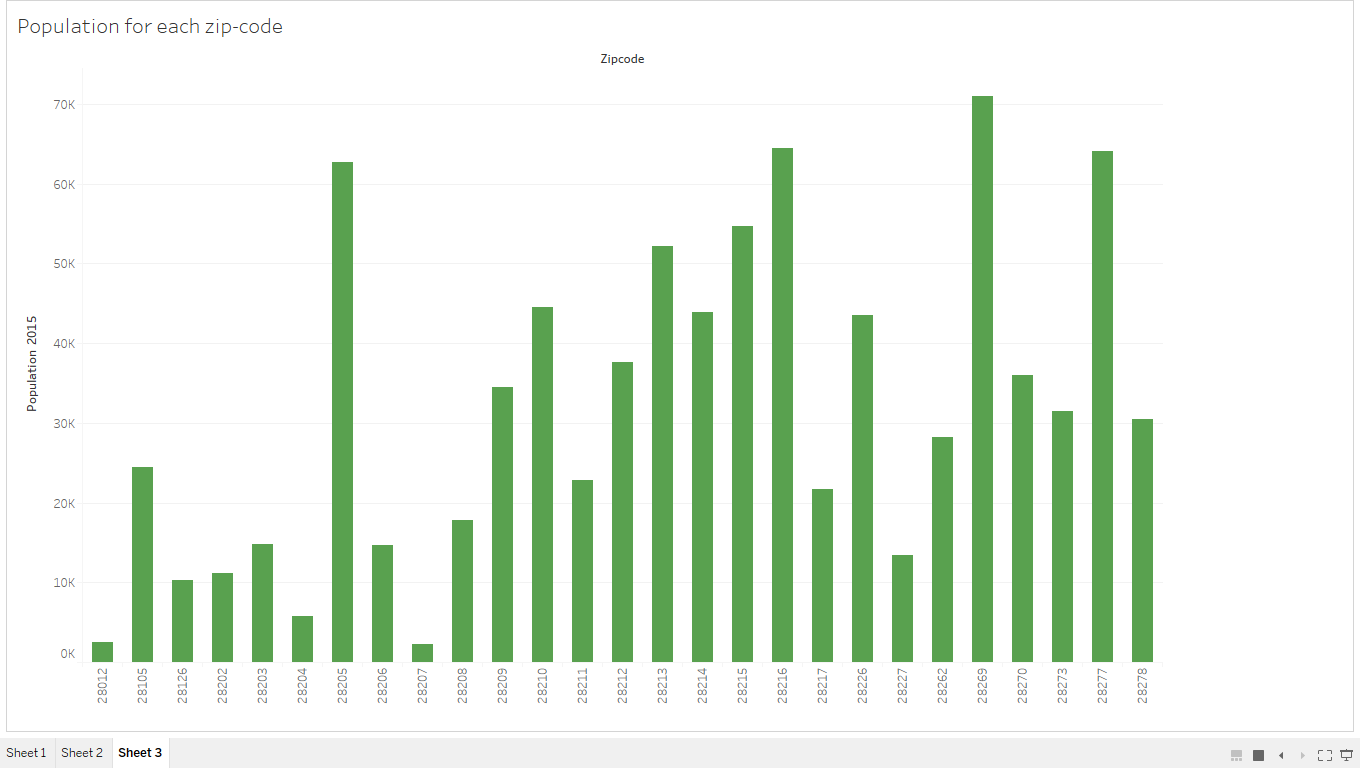 Population for each zip-code
Zipcode
70K
60K
50K
40K
30K
20K
10K
0K
Population 2015
28012 28105 28126 28202 28203 28204 28205 28206 28207 28208 28209 28210 28211 28212 28213 28214 28215 28216 28217 28226 28227 28262 28269 28270 28273 28277 28278
Sheet 1 Sheet 2 Sheet 3